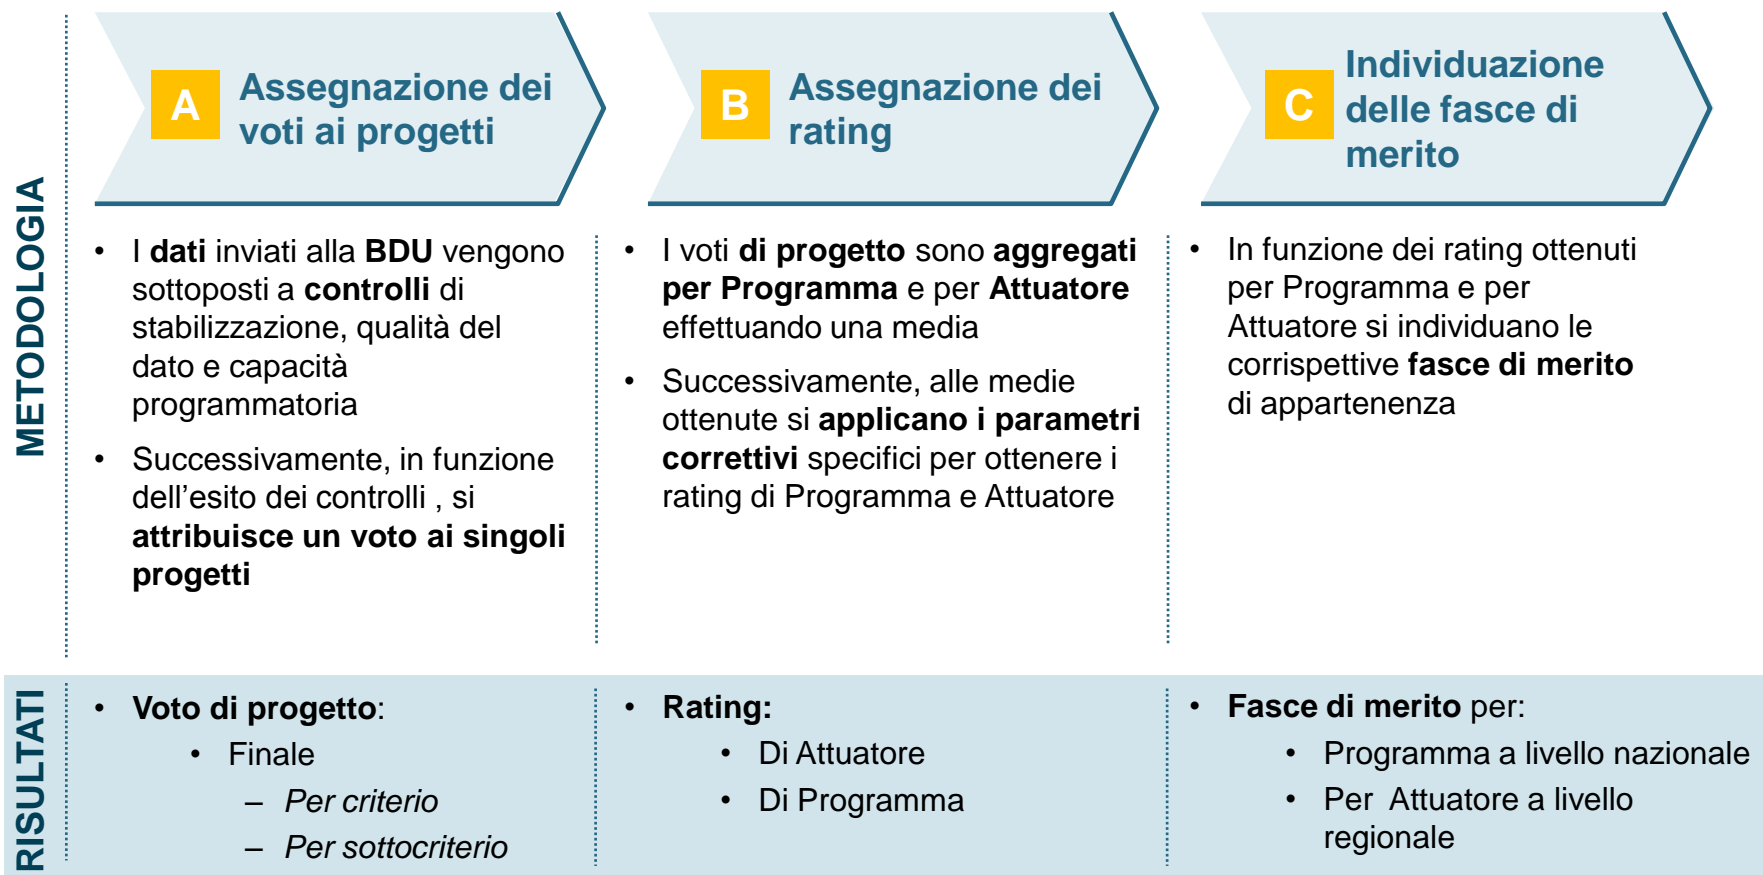 METODOLOGIA
A
Assegnazione dei
voti ai progetti
• I dati inviati alla BDU vengono
sottoposti a controlli di
stabilizzazione, qualità del
dato e capacità
programmatoria
• Successivamente, in funzione
dell’esito dei controlli , si
attribuisce un voto ai singoli
progetti
B
Assegnazione dei
rating
• I voti di progetto sono aggregati
per Programma e per Attuatore
effettuando una media
• Successivamente, alle medie
ottenute si applicano i parametri
correttivi specifici per ottenere i
rating di Programma e Attuatore
C
Individuazione
delle fasce di
merito
• In funzione dei rating ottenuti
per Programma e per
Attuatore si individuano le
corrispettive fasce di merito
di appartenenza
RISULTATI
• Voto di progetto:
• Finale
– Per criterio
– Per sottocriterio
• Rating:
• Di Attuatore
• Di Programma
• Fasce di merito per:
• Programma a livello nazionale
• Per Attuatore a livello
regionale